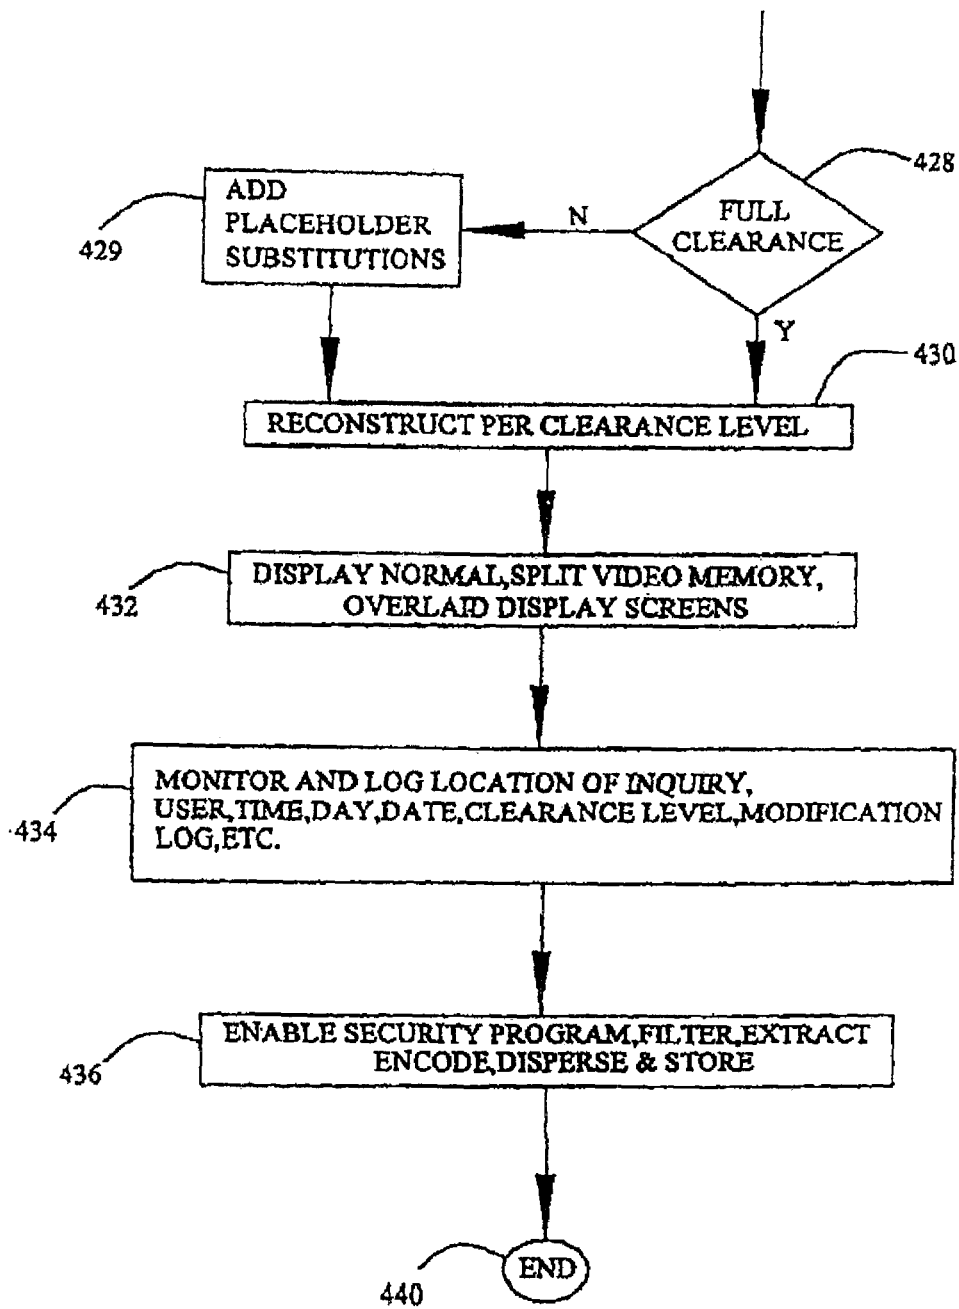 428
FULL
CLEARANCE
N
ADD
PLACEHOLDER
SUBSTITUTIONS
429
Y
430
RECONSTRUCT PER CLEARANCE LEVEL
DISPLAY NORMAL,SPLIT VIDEO MEMORY,
OVERLAID DISPLAY SCREENS
432
MONITOR AND LOG LOCATION OF INQUIRY,
USER,TIME,DAY,DATE,CLEARANCE LEVEL,MODIFICATION
LOG,ETC.
434
ENABLE SECURITY PROGRAM,FILTER,EXTRACT
ENCODE,DISPERSE & STORE
436
END
440